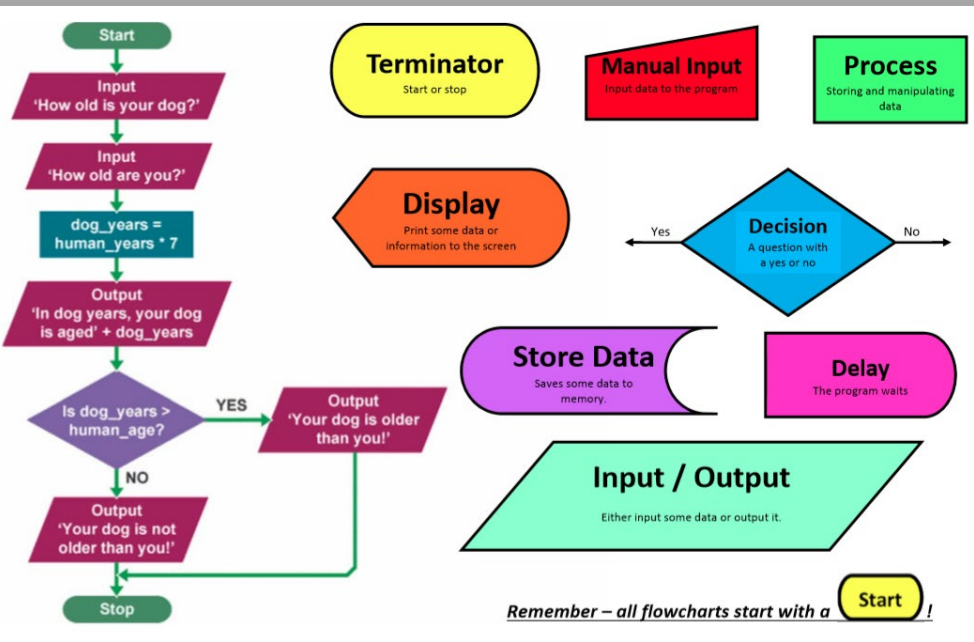 Start
Input
‘How old is your dog?’
Input
‘How old are you?’
dog_years =
human_years * 7
Output
‘In dog years, your dog
is aged’ + dog_years
Is dog_years >
human_age?
YES
Output
‘Your dog is older
than you!’
NO
Output
‘Your dog is not
older than you!’
Stop
Terminator
Start or stop
Manual Input
Input data to the program
Process
Storing and manipulating
data
Display
Print some data or
information to the screen
Yes
Decision
A question with
a yes or no
No
Store Data
Saves some data to
memory.
Delay
The program waits
Input / Output
Either input some data or output it.
Remember – all flowcharts start with a Start !